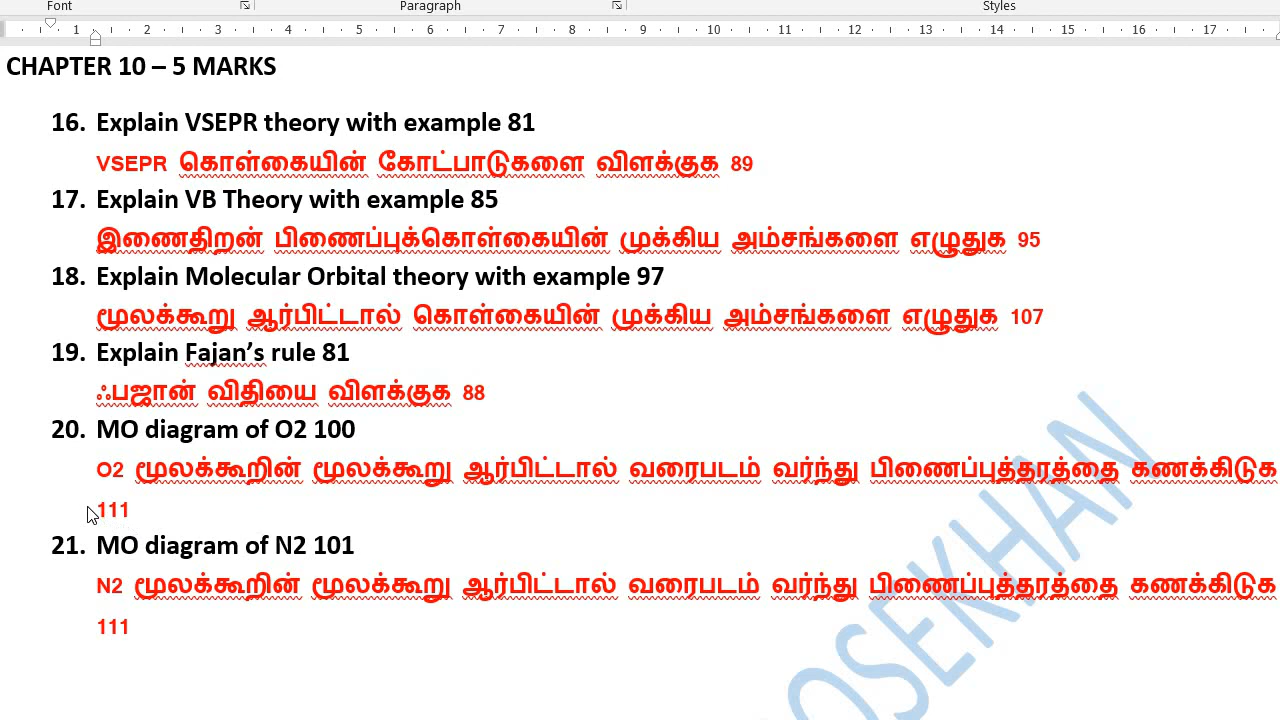 Font Paragraph Styles
1 2 3 4 5 6 7 8 9 10 11 12 13 14 15 16 17
CHAPTER 10 – 5 MARKS
16. Explain VSEPR theory with example 81
VSEPR கொள்கையின் கோட்பாடுகளை விளக்குக 89
17. Explain VB Theory with example 85
இணைதிறன் பிணைப்புக்கொள்கையின் முக்கிய அம்சங்களை எழுதுக 95
18. Explain Molecular Orbital theory with example 97
மூலக்கூறு ஆர்பிட்டால் கொள்கையின் முக்கிய அம்சங்களை எழுதுக 107
19. Explain Fajan’s rule 81
ஃபஜான் விதியை விளக்குக 88
20. MO diagram of O2 100
O2 மூலக்கூறின் மூலக்கூறு ஆர்பிட்டால் வரைபடம் வர்ந்து பிணைப்புத்தரத்தை கணக்கிடுக
111
21. MO diagram of N2 101
N2 மூலக்கூறின் மூலக்கூறு ஆர்பிட்டால் வரைபடம் வர்ந்து பிணைப்புத்தரத்தை கணக்கிடுக
111
OSEKHAN